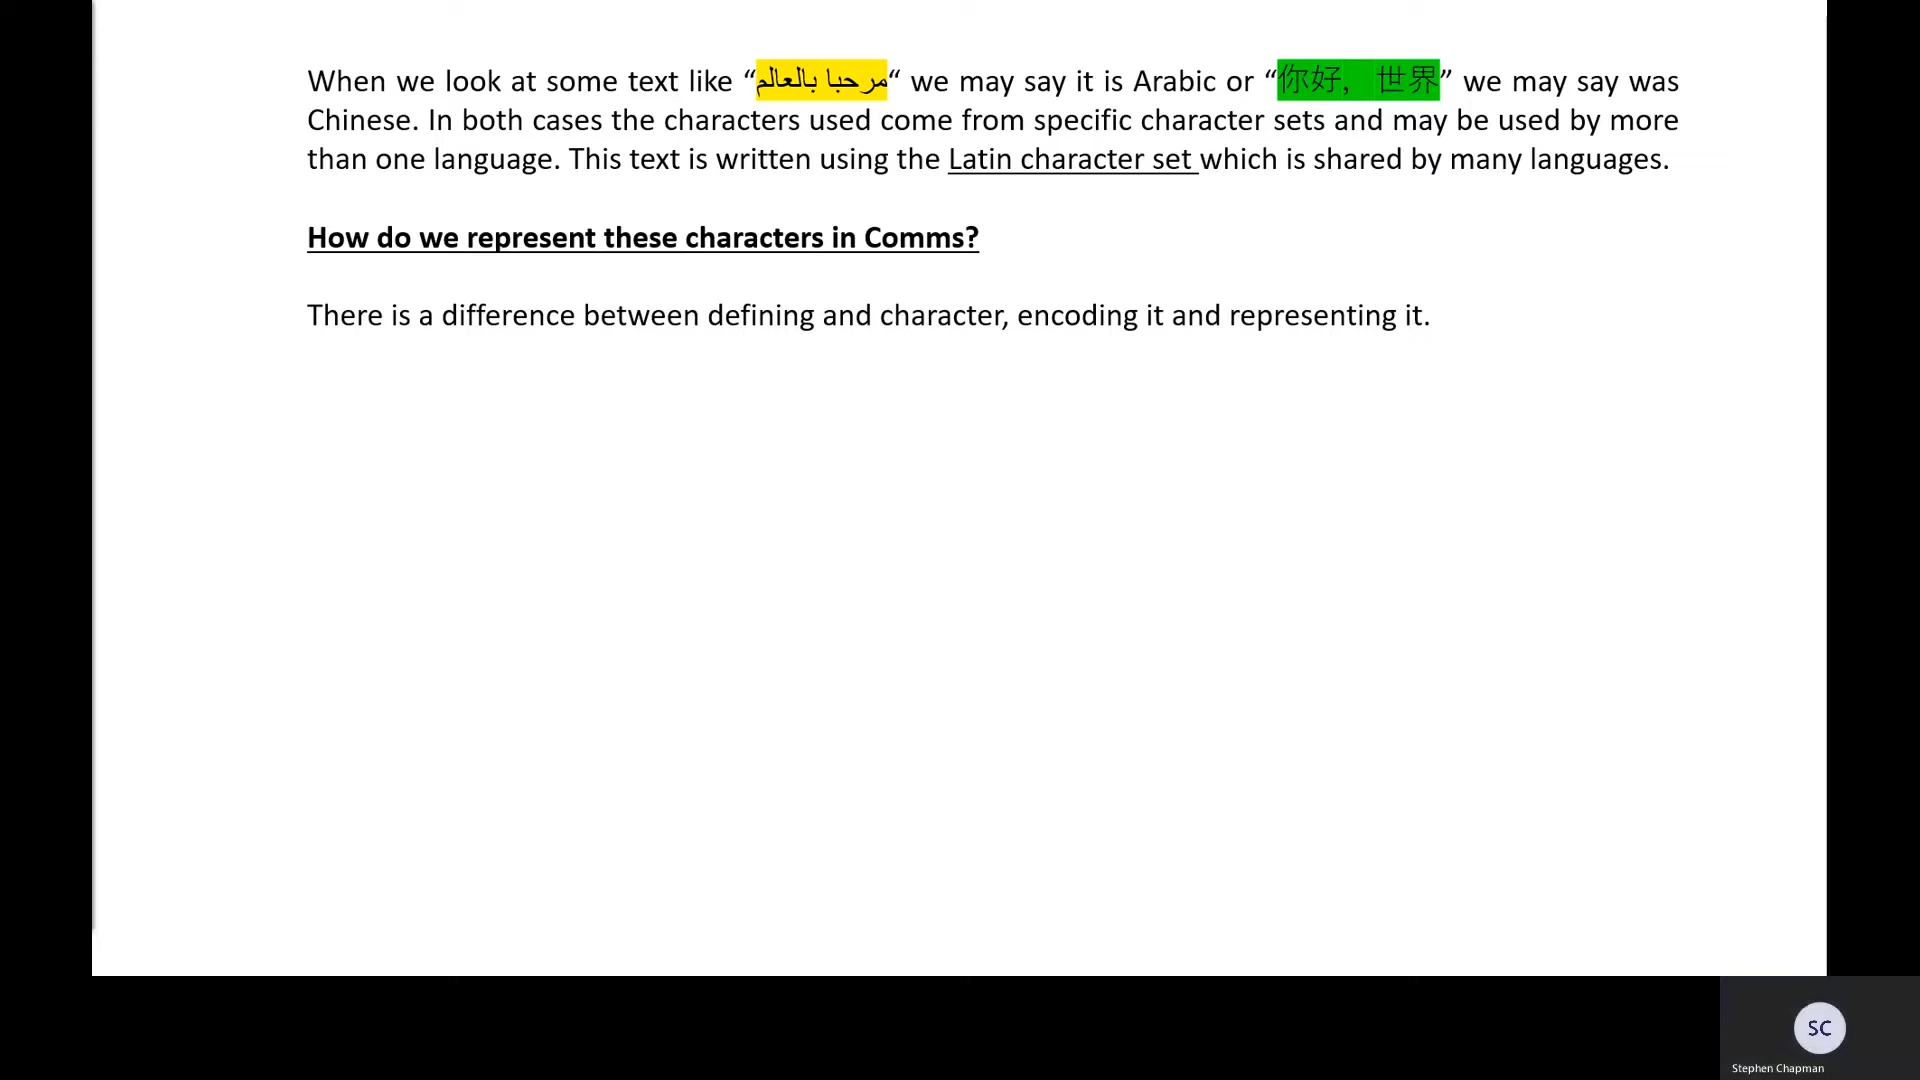 When we look at some text like “مرحبا بالعالم“ we may say it is Arabic or “你好， 世界” we may say was
Chinese. In both cases the characters used come from specific character sets and may be used by more
than one language. This text is written using the Latin character set which is shared by many languages.
How do we represent these characters in Comms?
There is a difference between defining and character, encoding it and representing it.
SC
Stephen Chapman